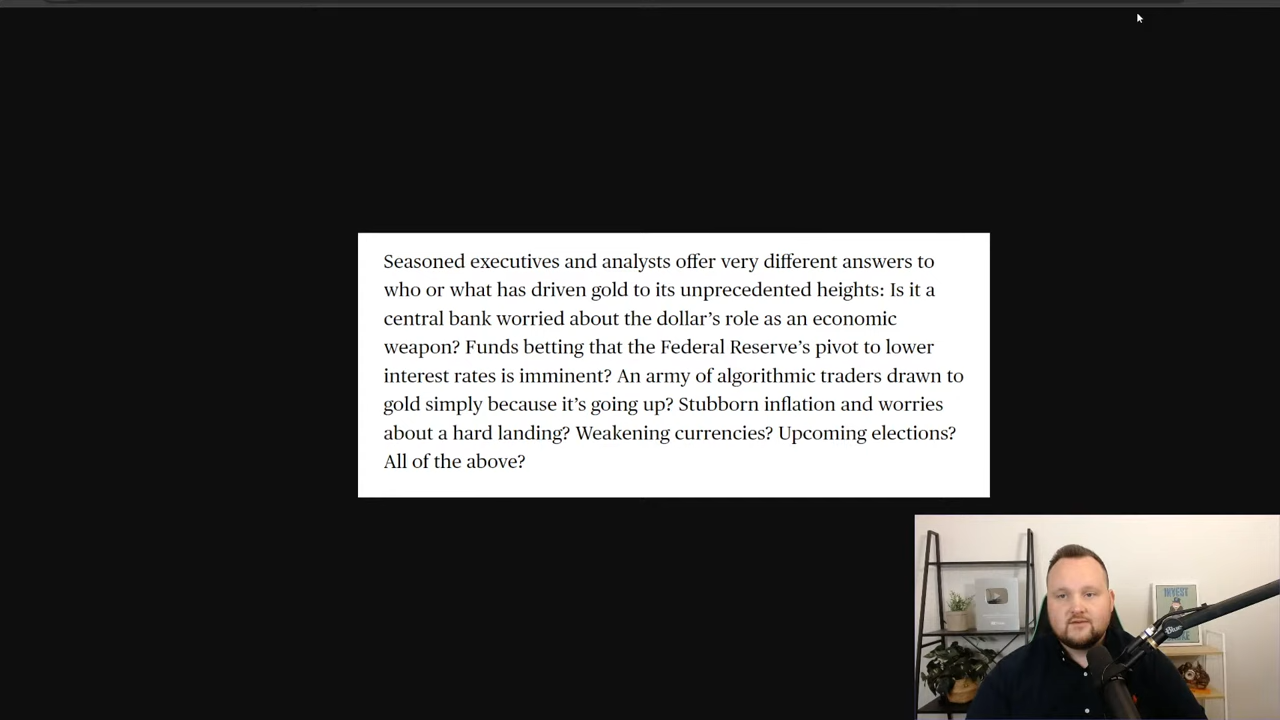 Seasoned executives and analysts offer very different answers to
who or what has driven gold to its unprecedented heights: Is it a
central bank worried about the dollar’s role as an economic
weapon? Funds betting that the Federal Reserve’s pivot to lower
interest rates is imminent? An army of algorithmic traders drawn to
gold simply because it’s going up? Stubborn inflation and worries
about a hard landing? Weakening currencies? Upcoming elections?
All of the above?
INVEST
Blue